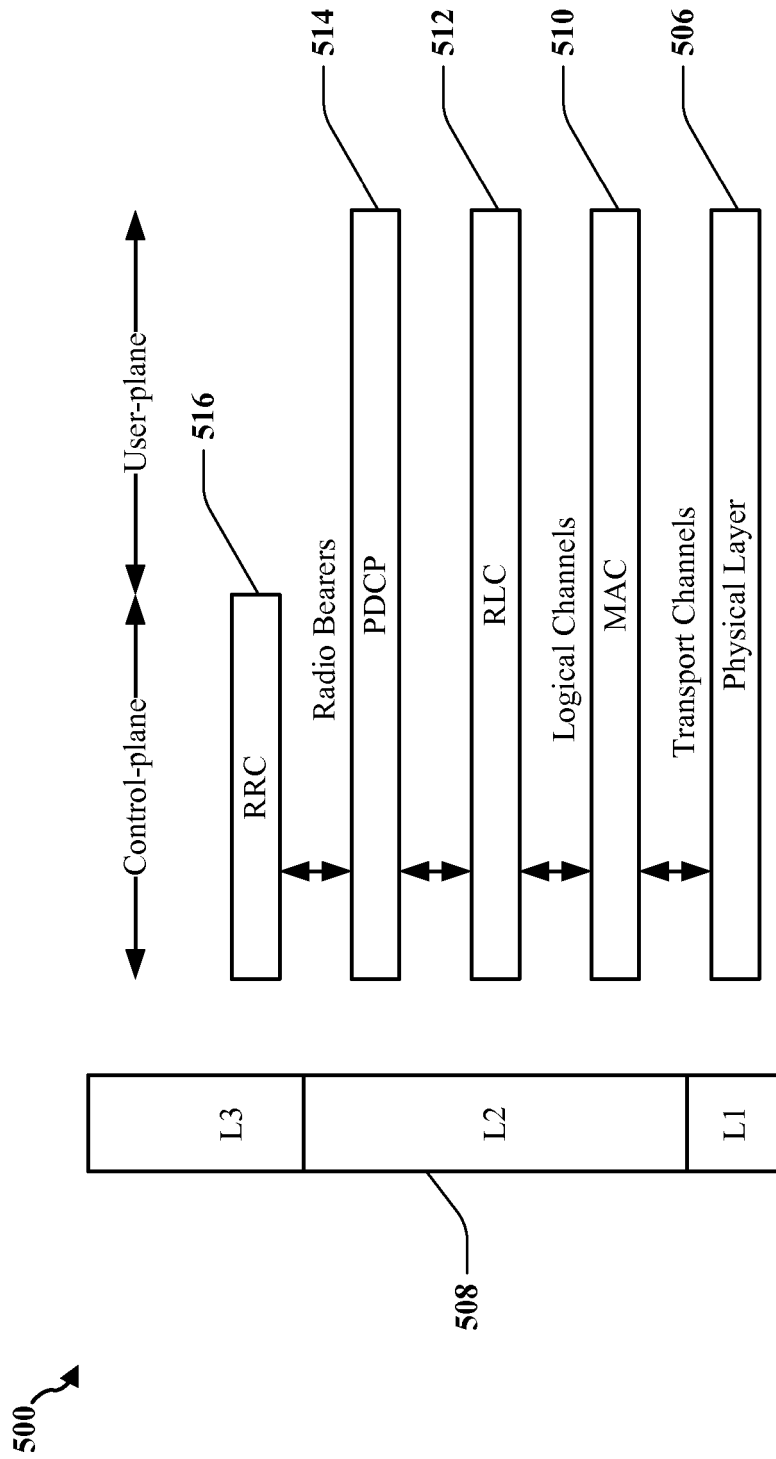 500
Control-plane
User-plane
516
RRC
L3
Radio Bearers
514
PDCP
512
RLC
508
L2
Logical Channels
510
MAC
Transport Channels
506
Physical Layer
L1